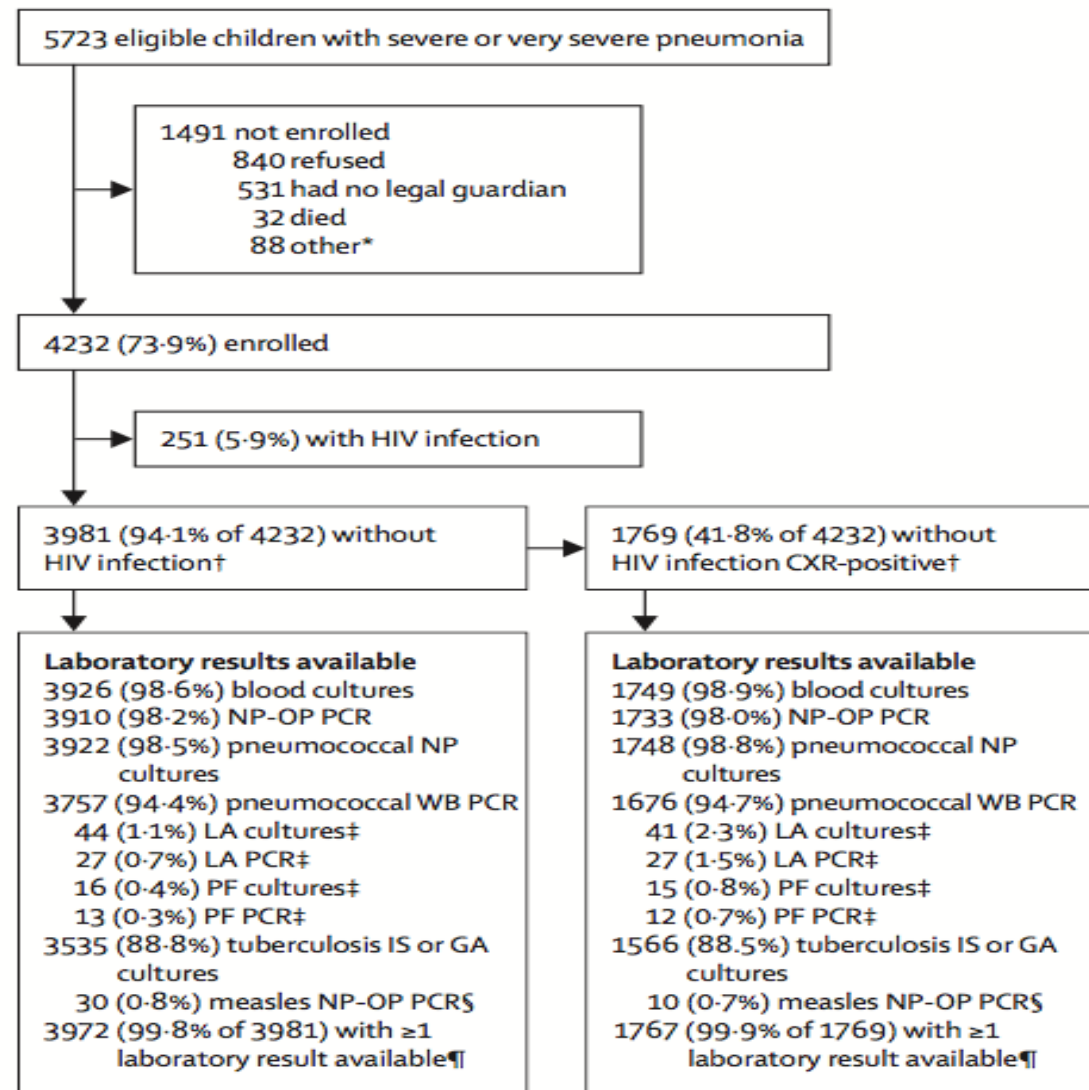 5723 eligible children with severe or very severe pneumonia
1491 not enrolled
840 refused
531 had no legal guardian
32 died
88 other*
4232 (73·9%) enrolled
251 (5·9%) with HIV infection
3981 (94·1% of 4232) without
HIV infection†
1769 (41·8% of 4232) without
HIV infection CXR-positive†
Laboratory results available
3926 (98·6%) blood cultures
3910 (98·2%) NP-OP PCR
3922 (98·5%) pneumococcal NP
cultures
3757 (94·4%) pneumococcal WB PCR
44 (1·1%) LA cultures‡
27 (0·7%) LA PCR‡
16 (0·4%) PF cultures‡
13 (0·3%) PF PCR‡
3535 (88·8%) tuberculosis IS or GA
cultures
30 (0·8%) measles NP-OP PCR§
3972 (99·8% of 3981) with ≥1
laboratory result available¶
Laboratory results available
1749 (98·9%) blood cultures
1733 (98·0%) NP-OP PCR
1748 (98·8%) pneumococcal NP
cultures
1676 (94·7%) pneumococcal WB PCR
41 (2·3%) LA cultures‡
27 (1·5%) LA PCR‡
15 (0·8%) PF cultures‡
12 (0·7%) PF PCR‡
1566 (88.5%) tuberculosis IS or GA
cultures
10 (0·7%) measles NP-OP PCR§
1767 (99·9% of 1769) with ≥1
laboratory result available¶